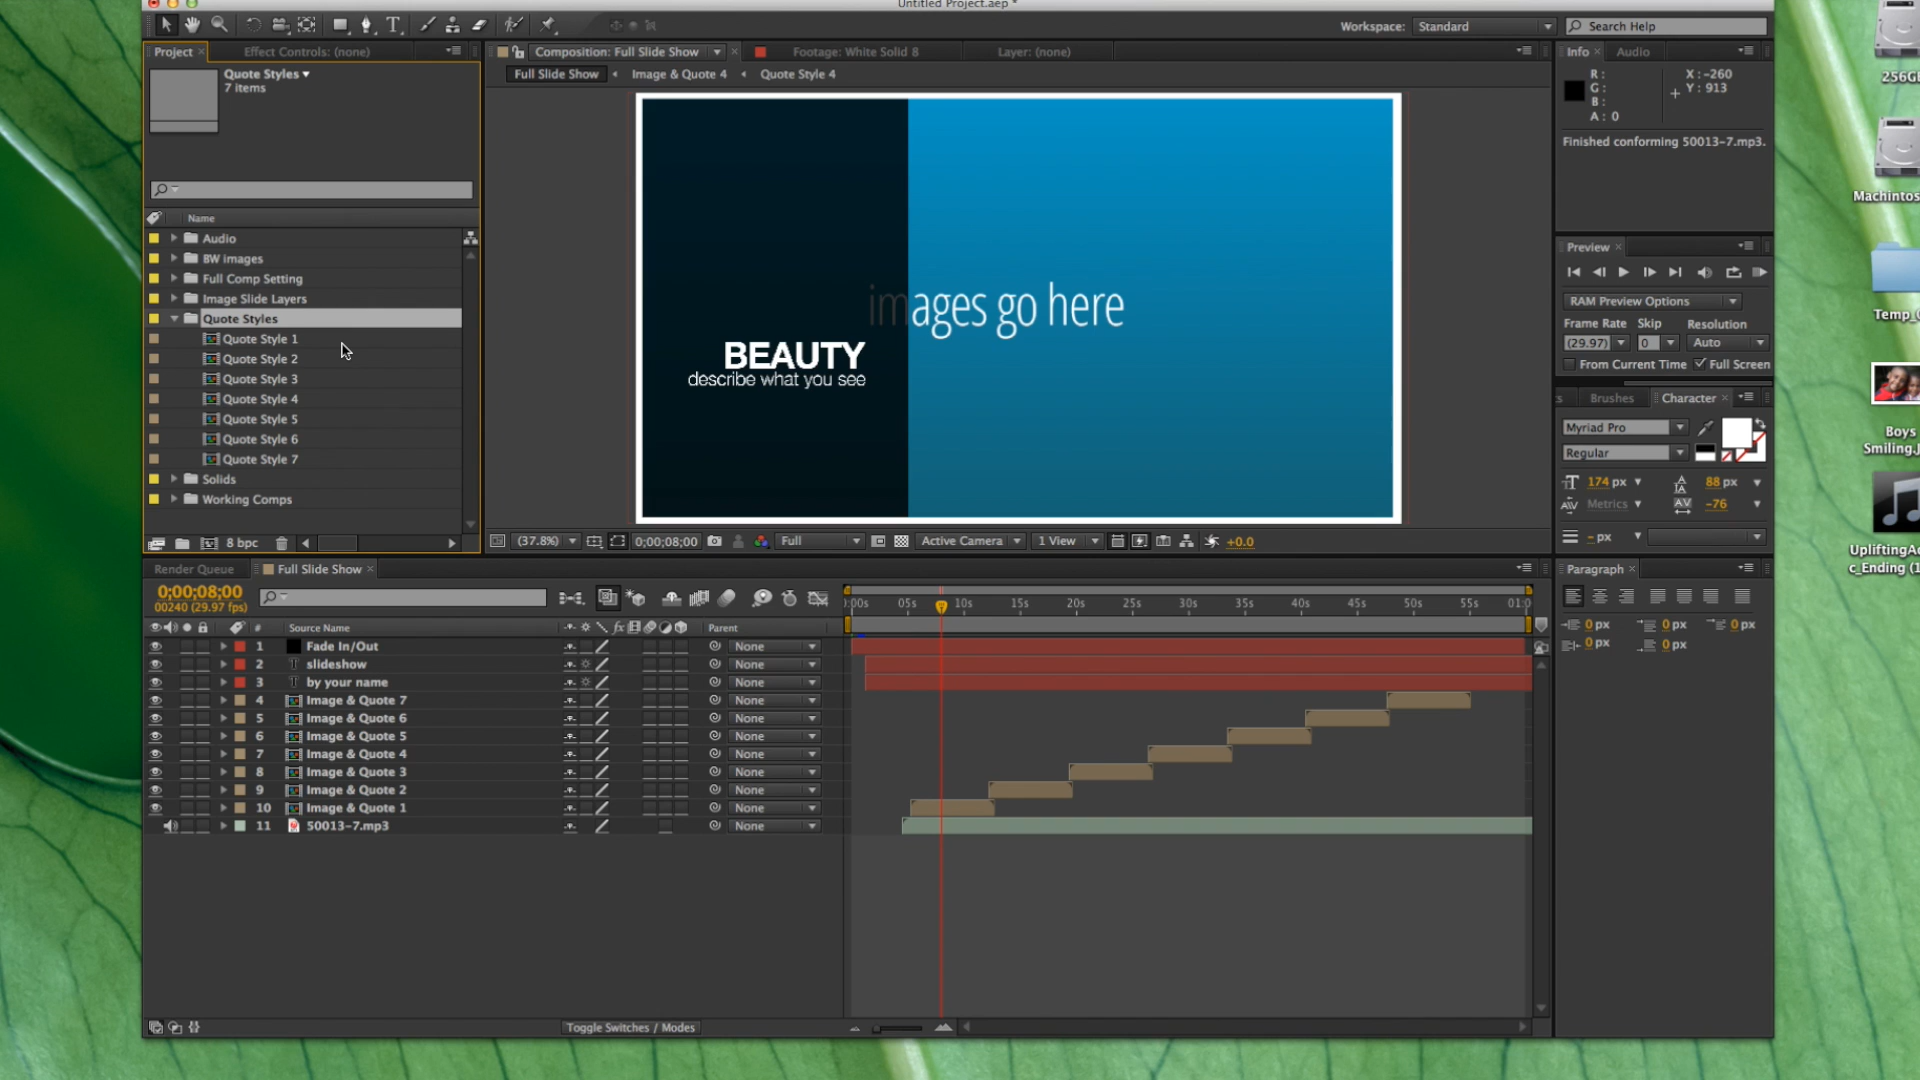 Untitled Project.aep *
Workspace: Standard
Search Help
Project
Effect Controls: (none)
Composition: Full Slide Show
Footage: White Solid 8
Layer: (none)
Info
Audio
Quote Styles
7 items
Full Slide Show
Image & Quote 4
Quote Style 4
R :
G :
B :
A : 0
X : -260
Y : 913
Finished conforming 50013-7.mp3.
256G
Machintos
Name
Audio
BW images
Full Comp Setting
Image Slide Layers
Quote Styles
Quote Style 1
Quote Style 2
Quote Style 3
Quote Style 4
Quote Style 5
Quote Style 6
Quote Style 7
Solids
Working Comps
8 bpc
images go here
BEAUTY
describe what you see
(37.8%)
0;00;08;00
Full
Active Camera
1 View
+0.0
Preview
RAM Preview Options
Frame Rate
Skip
Resolution
(29.97)
0
Auto
From Current Time
Full Screen
Temp_
Brushes
Character
Myriad Pro
Regular
174 px
88 px
Metrics
-76
- px
Boys
Smiling.J
UpliftingAc
c_Ending (1
Paragraph
0 px
0 px
0 px
0 px
0 px
Render Queue
Full Slide Show
0;00;08;00
00240 (29.97 fps)
:00s
05s
10s
15s
20s
25s
30s
35s
40s
45s
50s
55s
01:0
#
Source Name
fx
Parent
1 Fade In/Out None
2 T slideshow None
3 T by your name None
4 Image & Quote 7 None
5 Image & Quote 6 None
6 Image & Quote 5 None
7 Image & Quote 4 None
8 Image & Quote 3 None
9 Image & Quote 2 None
10 Image & Quote 1 None
11 50013-7.mp3 None
Toggle Switches / Modes